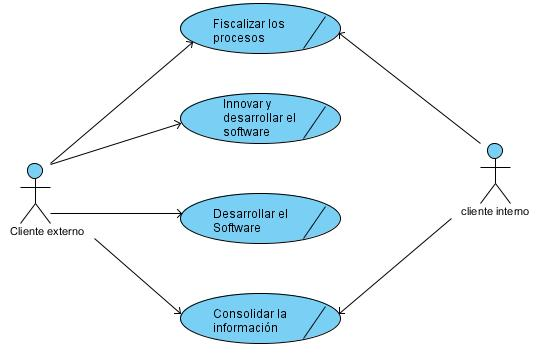 Fiscalizar los
procesos
Innovar y
desarrollar el
software
Desarrollar el
Software
Cliente externo
cliente interno
Consolidar la
información